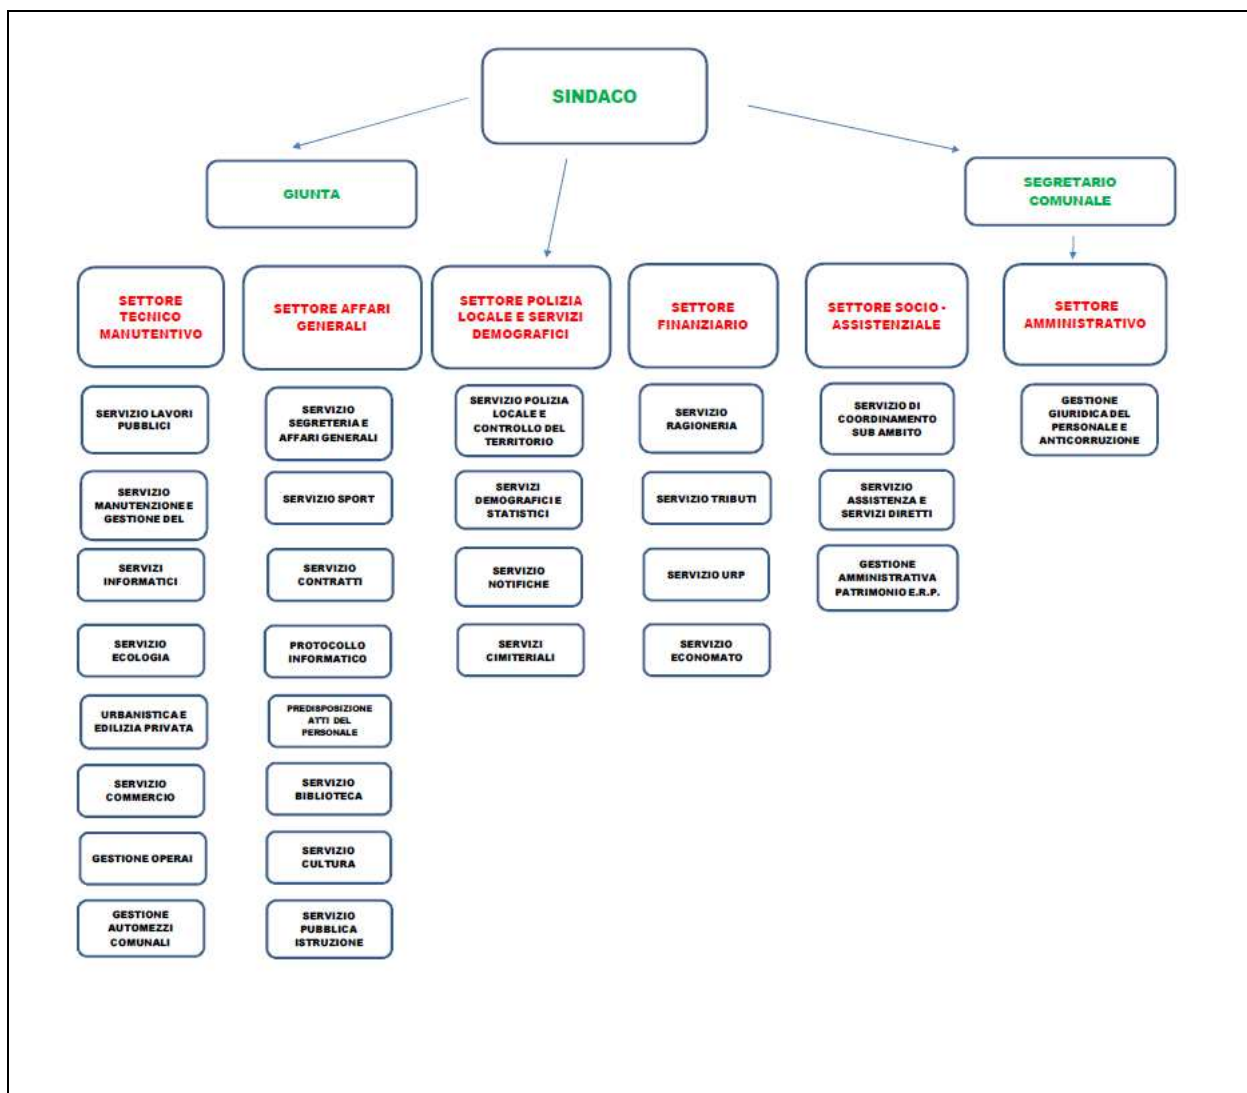 SINDACO
GIUNTA
SEGRETARIO
COMUNALE
SETTORE
TECNICO
MANUTENTIVO
SETTORE AFFARI
GENERALI
SETTORE POLIZIA
LOCALE E SERVIZI
DEMOGRAFICI
SETTORE
FINANZIARIO
SETTORE SOCIO -
ASSISTENZIALE
SETTORE
AMMINISTRATIVO
SERVIZIO LAVORI
PUBBLICI
SERVIZIO
MANUTENZIONE E
GESTIONE DEL
SERVIZI
INFORMATICI
SERVIZIO
ECOLOGIA
URBANISTICA E
EDILIZIA PRIVATA
SERVIZIO
COMMERCIO
GESTIONE OPERAI
GESTIONE
AUTOMEZZI
COMUNALI
SERVIZIO
SEGRETERIA E
AFFARI GENERALI
SERVIZIO SPORT
SERVIZIO
CONTRATTI
PROTOCOLLO
INFORMATICO
PREDISPOSIZIONE
ATTI DEL
PERSONALE
SERVIZIO
BIBLIOTECA
SERVIZIO
CULTURA
SERVIZIO
PUBBLICA
ISTRUZIONE
SERVIZIO POLIZIA
LOCALE E
CONTROLLO DEL
TERRITORIO
SERVIZI
DEMOGRAFICI E
STATISTICI
SERVIZIO
NOTIFICHE
SERVIZI
CIMITERIALI
SERVIZIO
RAGIONERIA
SERVIZIO TRIBUTI
SERVIZIO URP
SERVIZIO
ECONOMATO
SERVIZIO DI
COORDINAMENTO
SUB AMBITO
SERVIZIO
ASSISTENZA E
SERVIZI DIRETTI
GESTIONE
AMMINISTRATIVA
PATRIMONIO E.R.P.
GESTIONE
GIURIDICA DEL
PERSONALE E
ANTICORRUZIONE